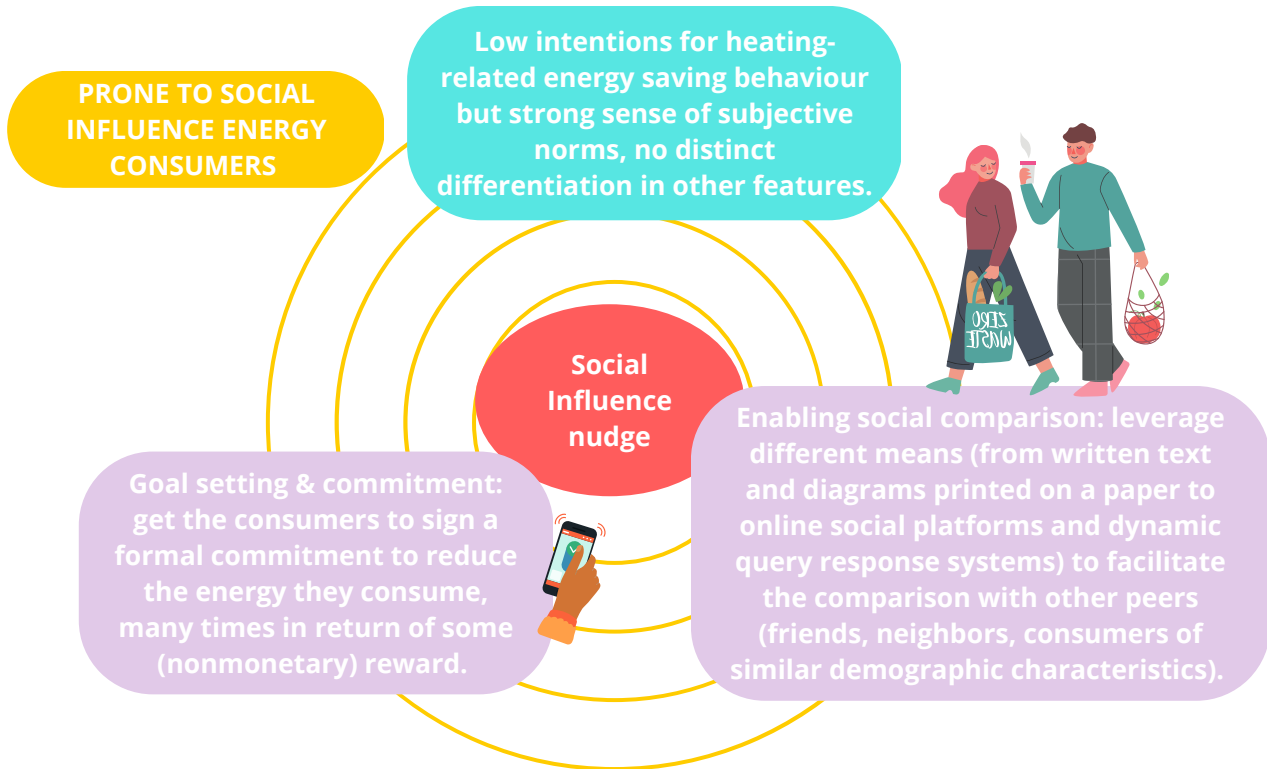 PRONE TO SOCIAL
INFLUENCE ENERGY
CONSUMERS
Low intentions for heating-
related energy saving behaviour
but strong sense of subjective
norms, no distinct
differentiation in other features.
ZERO
WASTE
Social
Influence
nudge
Enabling social comparison: leverage
different means (from written text
and diagrams printed on a paper to
online social platforms and dynamic
query response systems) to facilitate
the comparison with other peers
(friends, neighbors, consumers of
similar demographic characteristics).
Goal setting & commitment:
get the consumers to sign a
formal commitment to reduce
the energy they consume,
many times in return of some
(nonmonetary) reward.